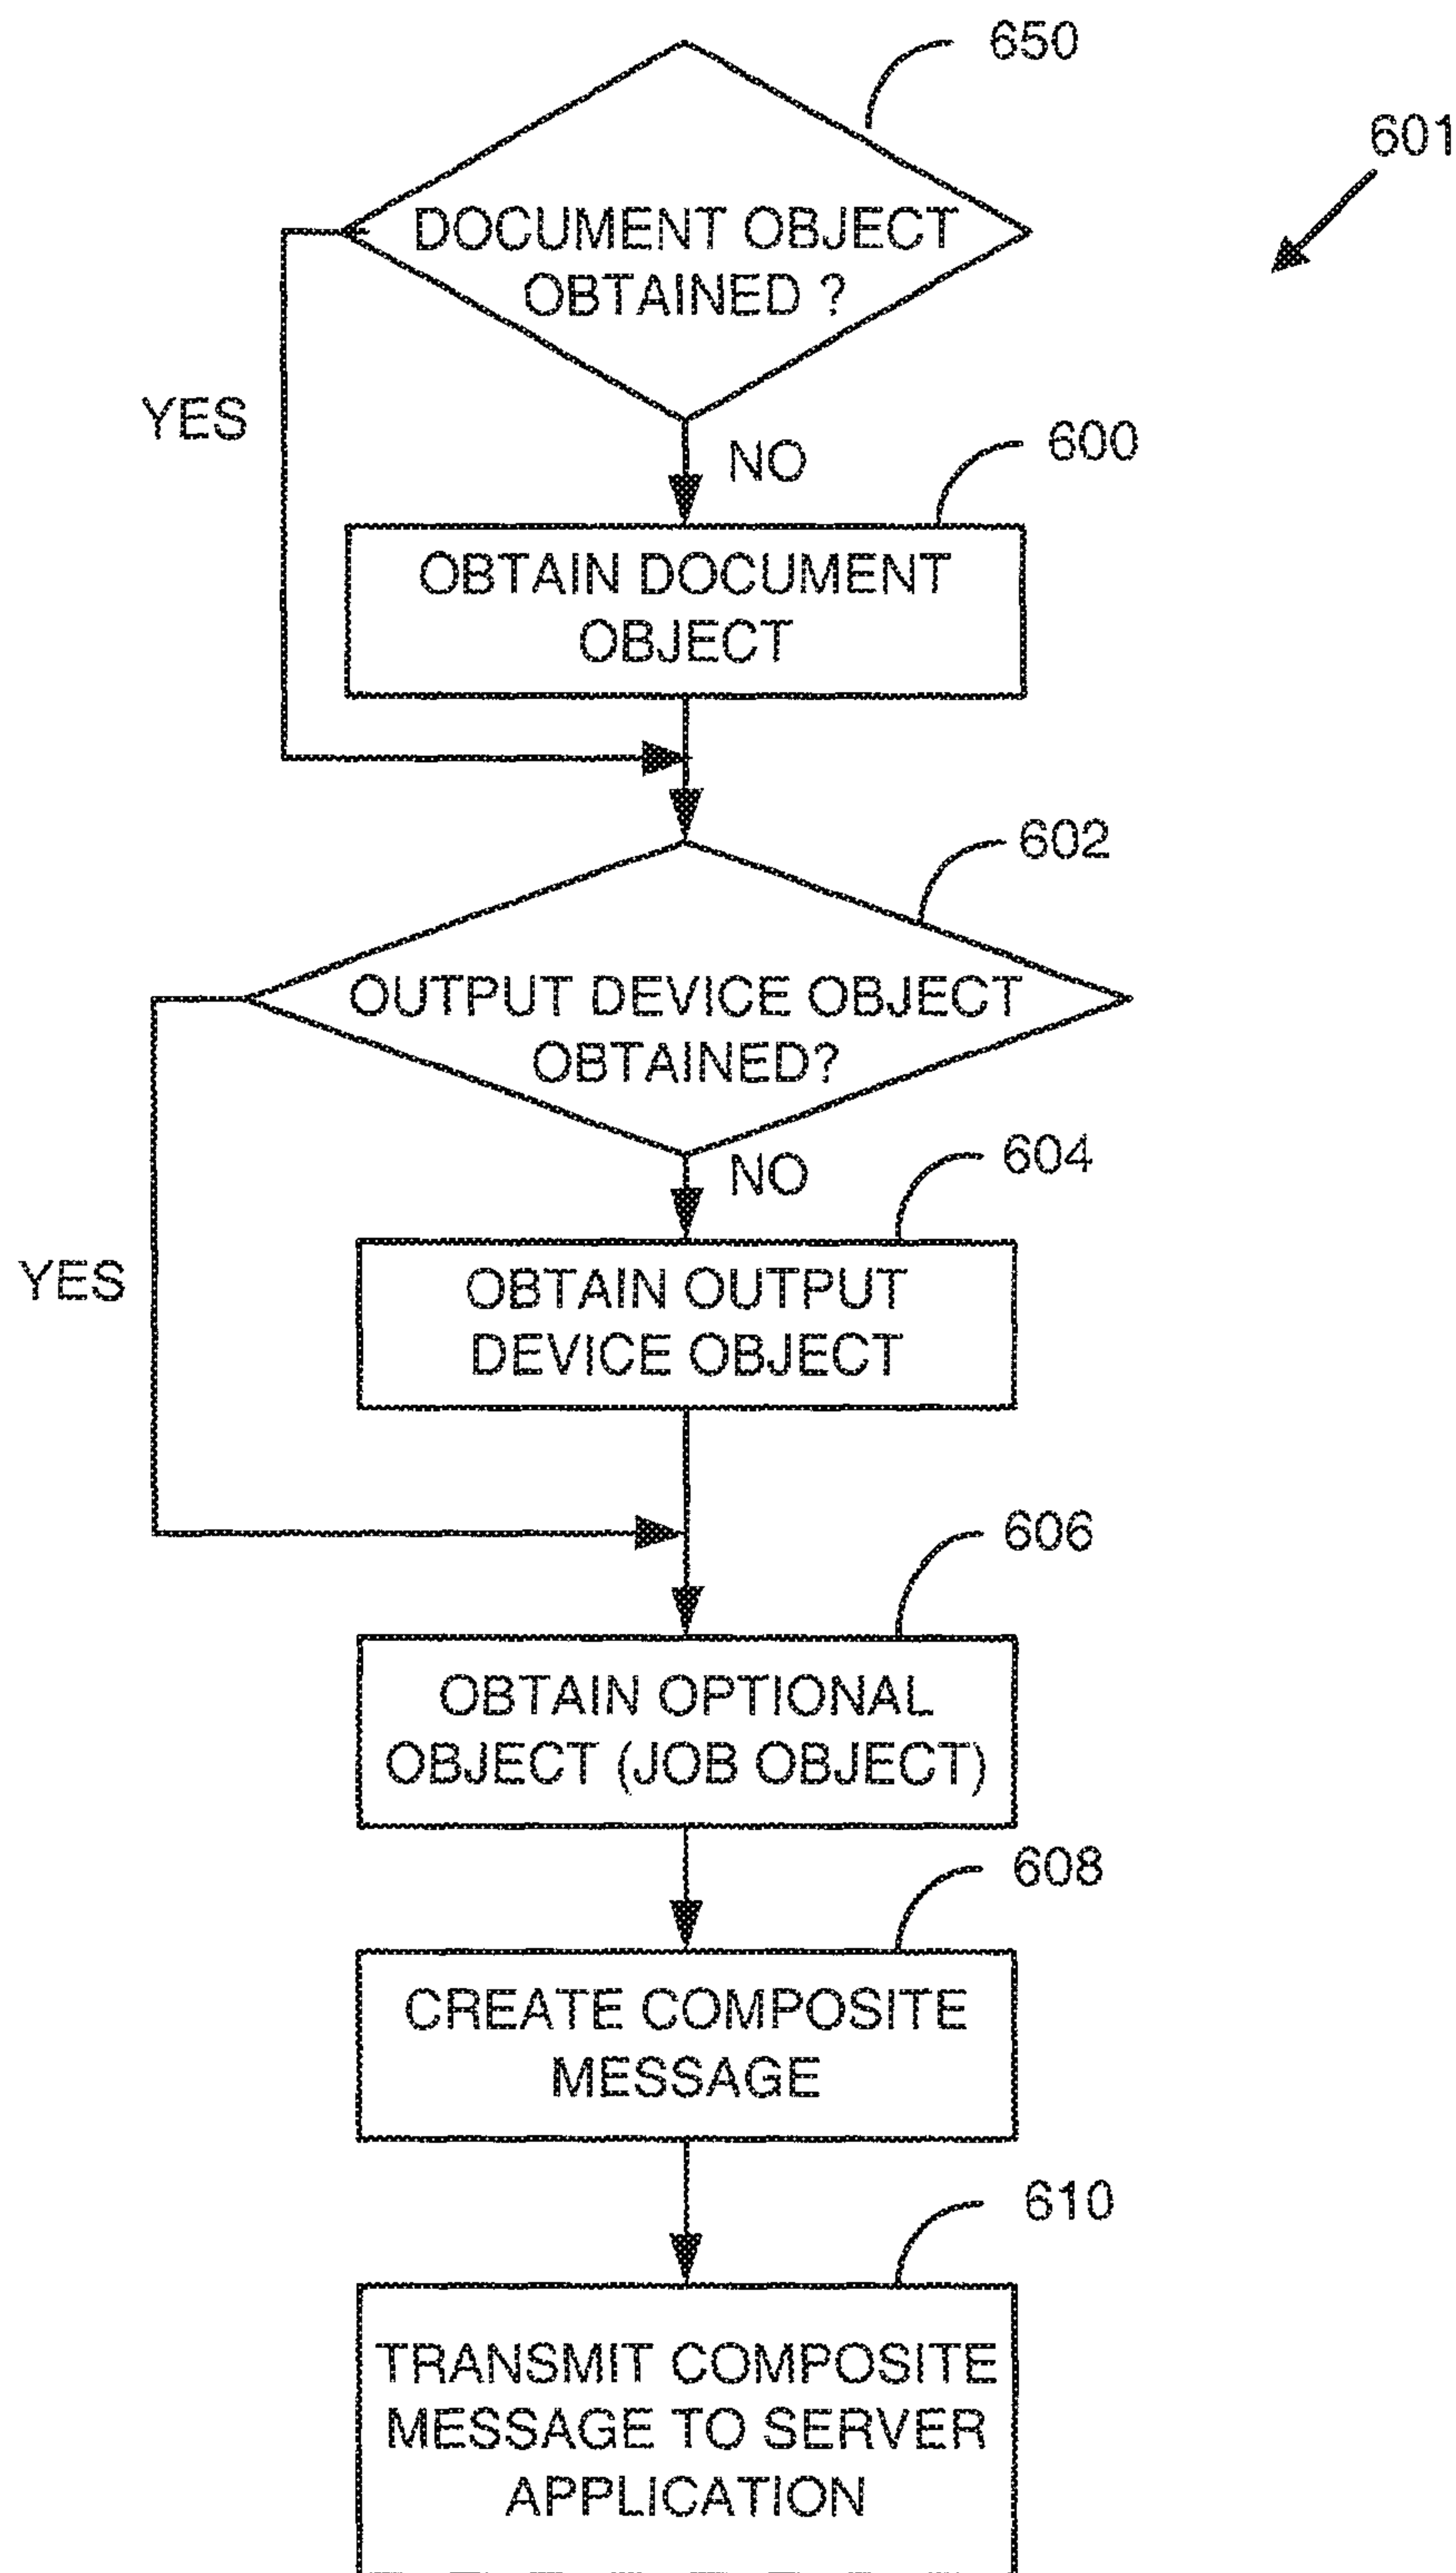 650
601
DOCUMENT OBJECT
OBTAINED ?
YES
NO
600
OBTAIN DOCUMENT
OBJECT
602
OUTPUT DEVICE OBJECT
OBTAINED?
NO
604
YES
OBTAIN OUTPUT
DEVICE OBJECT
606
OBTAIN OPTIONAL
OBJECT (JOB OBJECT)
608
CREATE COMPOSITE
MESSAGE
610
TRANSMIT COMPOSITE
MESSAGE TO SERVER
APPLICATION